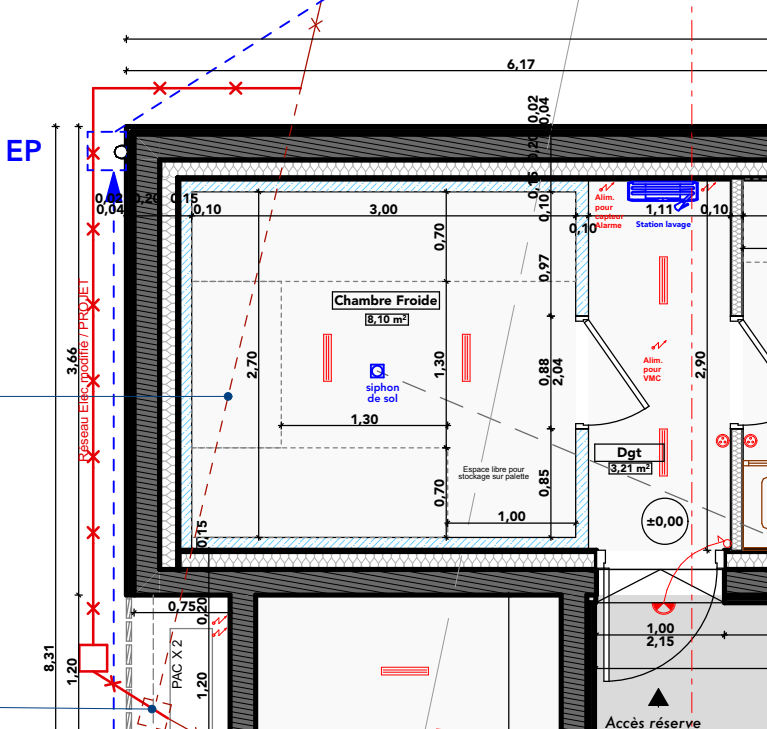 6,17
0,02
0,04
EP
0,20
0,15
0,02
0,04
0,20
0,15
0,10
3,00
0,10
0,10
1,11
0,10
Alim.
pour
capteur
Alarme
Station lavage
0,70
0,97
Chambre Froide
8,10 m²
Réseau Elec modifié / PROJET
3,66
2,70
1,30
0,88
2,04
2,90
siphon
de sol
Alim.
pour
VMC
1,30
Dgt
3,21 m²
Espace libre pour
stockage sur palette
0,70
0,85
1,00
±0,00
0,15
0,75
0,20
1,00
2,15
8,31
1,20
PAC X 2
1,20
Accès réserve